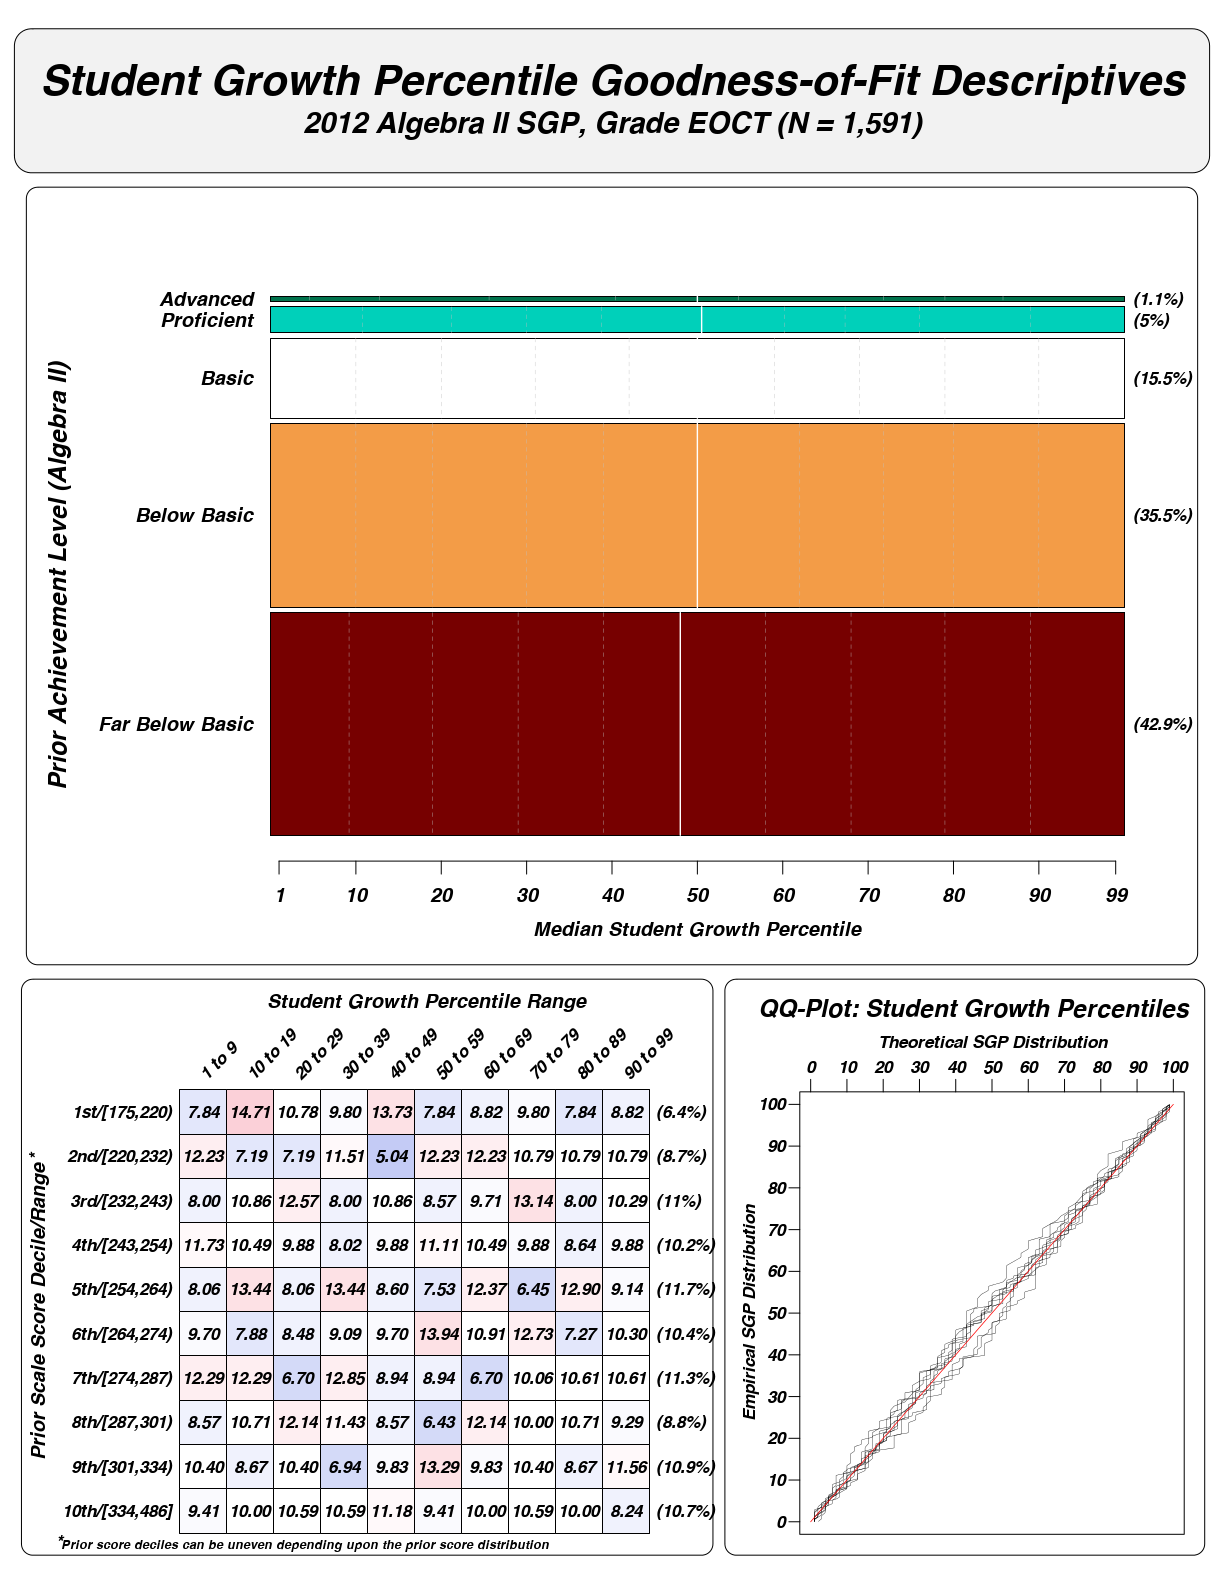 Student Growth Percentile Goodness-of-Fit Descriptives
2012 Algebra II SGP, Grade EOCT (N = 1,591)
Prior Achievement Level (Algebra II)
Advanced (1.1%)
Proficient (5%)
Basic (15.5%)
Below Basic (35.5%)
Far Below Basic (42.9%)
1 10 20 30 40 50 60 70 80 90 99
Median Student Growth Percentile
Student Growth Percentile Range
1 to 9 10 to 19 20 to 29 30 to 39 40 to 49 50 to 59 60 to 69 70 to 79 80 to 89 90 to 99
Prior Scale Score Decile/Range*
1st/[175,220) 7.84 14.71 10.78 9.80 13.73 7.84 8.82 9.80 7.84 8.82 (6.4%)
2nd/[220,232) 12.23 7.19 7.19 11.51 5.04 12.23 12.23 10.79 10.79 10.79 (8.7%)
3rd/[232,243) 8.00 10.86 12.57 8.00 10.86 8.57 9.71 13.14 8.00 10.29 (11%)
4th/[243,254) 11.73 10.49 9.88 8.02 9.88 11.11 10.49 9.88 8.64 9.88 (10.2%)
5th/[254,264) 8.06 13.44 8.06 13.44 8.60 7.53 12.37 6.45 12.90 9.14 (11.7%)
6th/[264,274) 9.70 7.88 8.48 9.09 9.70 13.94 10.91 12.73 7.27 10.30 (10.4%)
7th/[274,287) 12.29 12.29 6.70 12.85 8.94 8.94 6.70 10.06 10.61 10.61 (11.3%)
8th/[287,301) 8.57 10.71 12.14 11.43 8.57 6.43 12.14 10.00 10.71 9.29 (8.8%)
9th/[301,334) 10.40 8.67 10.40 6.94 9.83 13.29 9.83 10.40 8.67 11.56 (10.9%)
10th/[334,486] 9.41 10.00 10.59 10.59 11.18 9.41 10.00 10.59 10.00 8.24 (10.7%)
*Prior score deciles can be uneven depending upon the prior score distribution
QQ-Plot: Student Growth Percentiles
Theoretical SGP Distribution
0 10 20 30 40 50 60 70 80 90 100
Empirical SGP Distribution
100
90
80
70
60
50
40
30
20
10
0